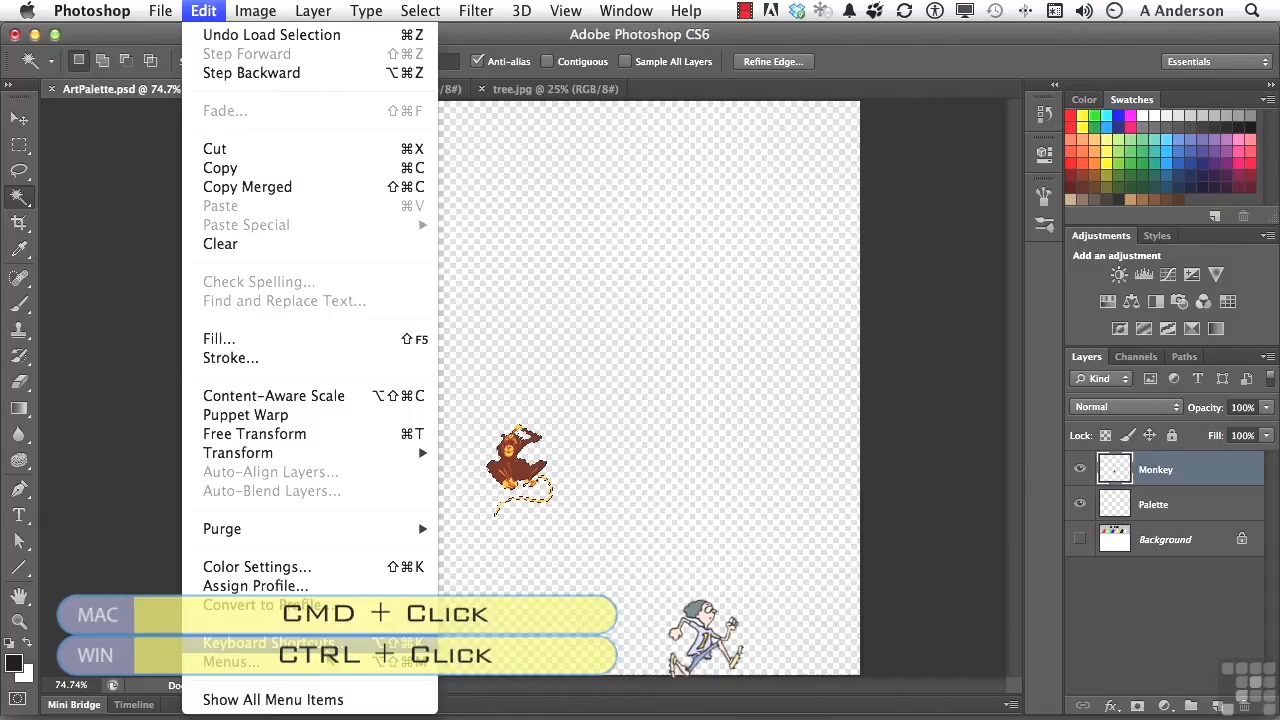 Photoshop File Edit Image Layer Type Select Filter 3D View Window Help A Anderson
Adobe Photoshop CS6
Anti-alias Contiguous Sample All Layers Refine Edge... Essentials
× ArtPalette.psd @ 74.7% /8#) × tree.jpg @ 25% (RGB/8#)
Undo Load Selection ⌘Z
Step Forward ⇧⌘Z
Step Backward ⌥⌘Z
Fade... ⇧⌘F
Cut ⌘X
Copy ⌘C
Copy Merged ⇧⌘C
Paste ⌘V
Paste Special
Clear
Check Spelling...
Find and Replace Text...
Fill... ⇧F5
Stroke...
Content-Aware Scale ⌥⇧⌘C
Puppet Warp
Free Transform ⌘T
Transform
Auto-Align Layers...
Auto-Blend Layers...
Purge
Color Settings... ⇧⌘K
Assign Profile...
Convert to Profile...
Keyboard Shortcuts... ⌥⇧⌘K
Menus... ⌥⇧⌘M
Show All Menu Items
MAC CMD + Click
WIN CTRL + Click
Color Swatches
Adjustments Styles
Add an adjustment
Layers Channels Paths
Kind
Normal Opacity: 100%
Lock: Fill: 100%
Monkey
Palette
Background
74.74% Do
Mini Bridge Timeline